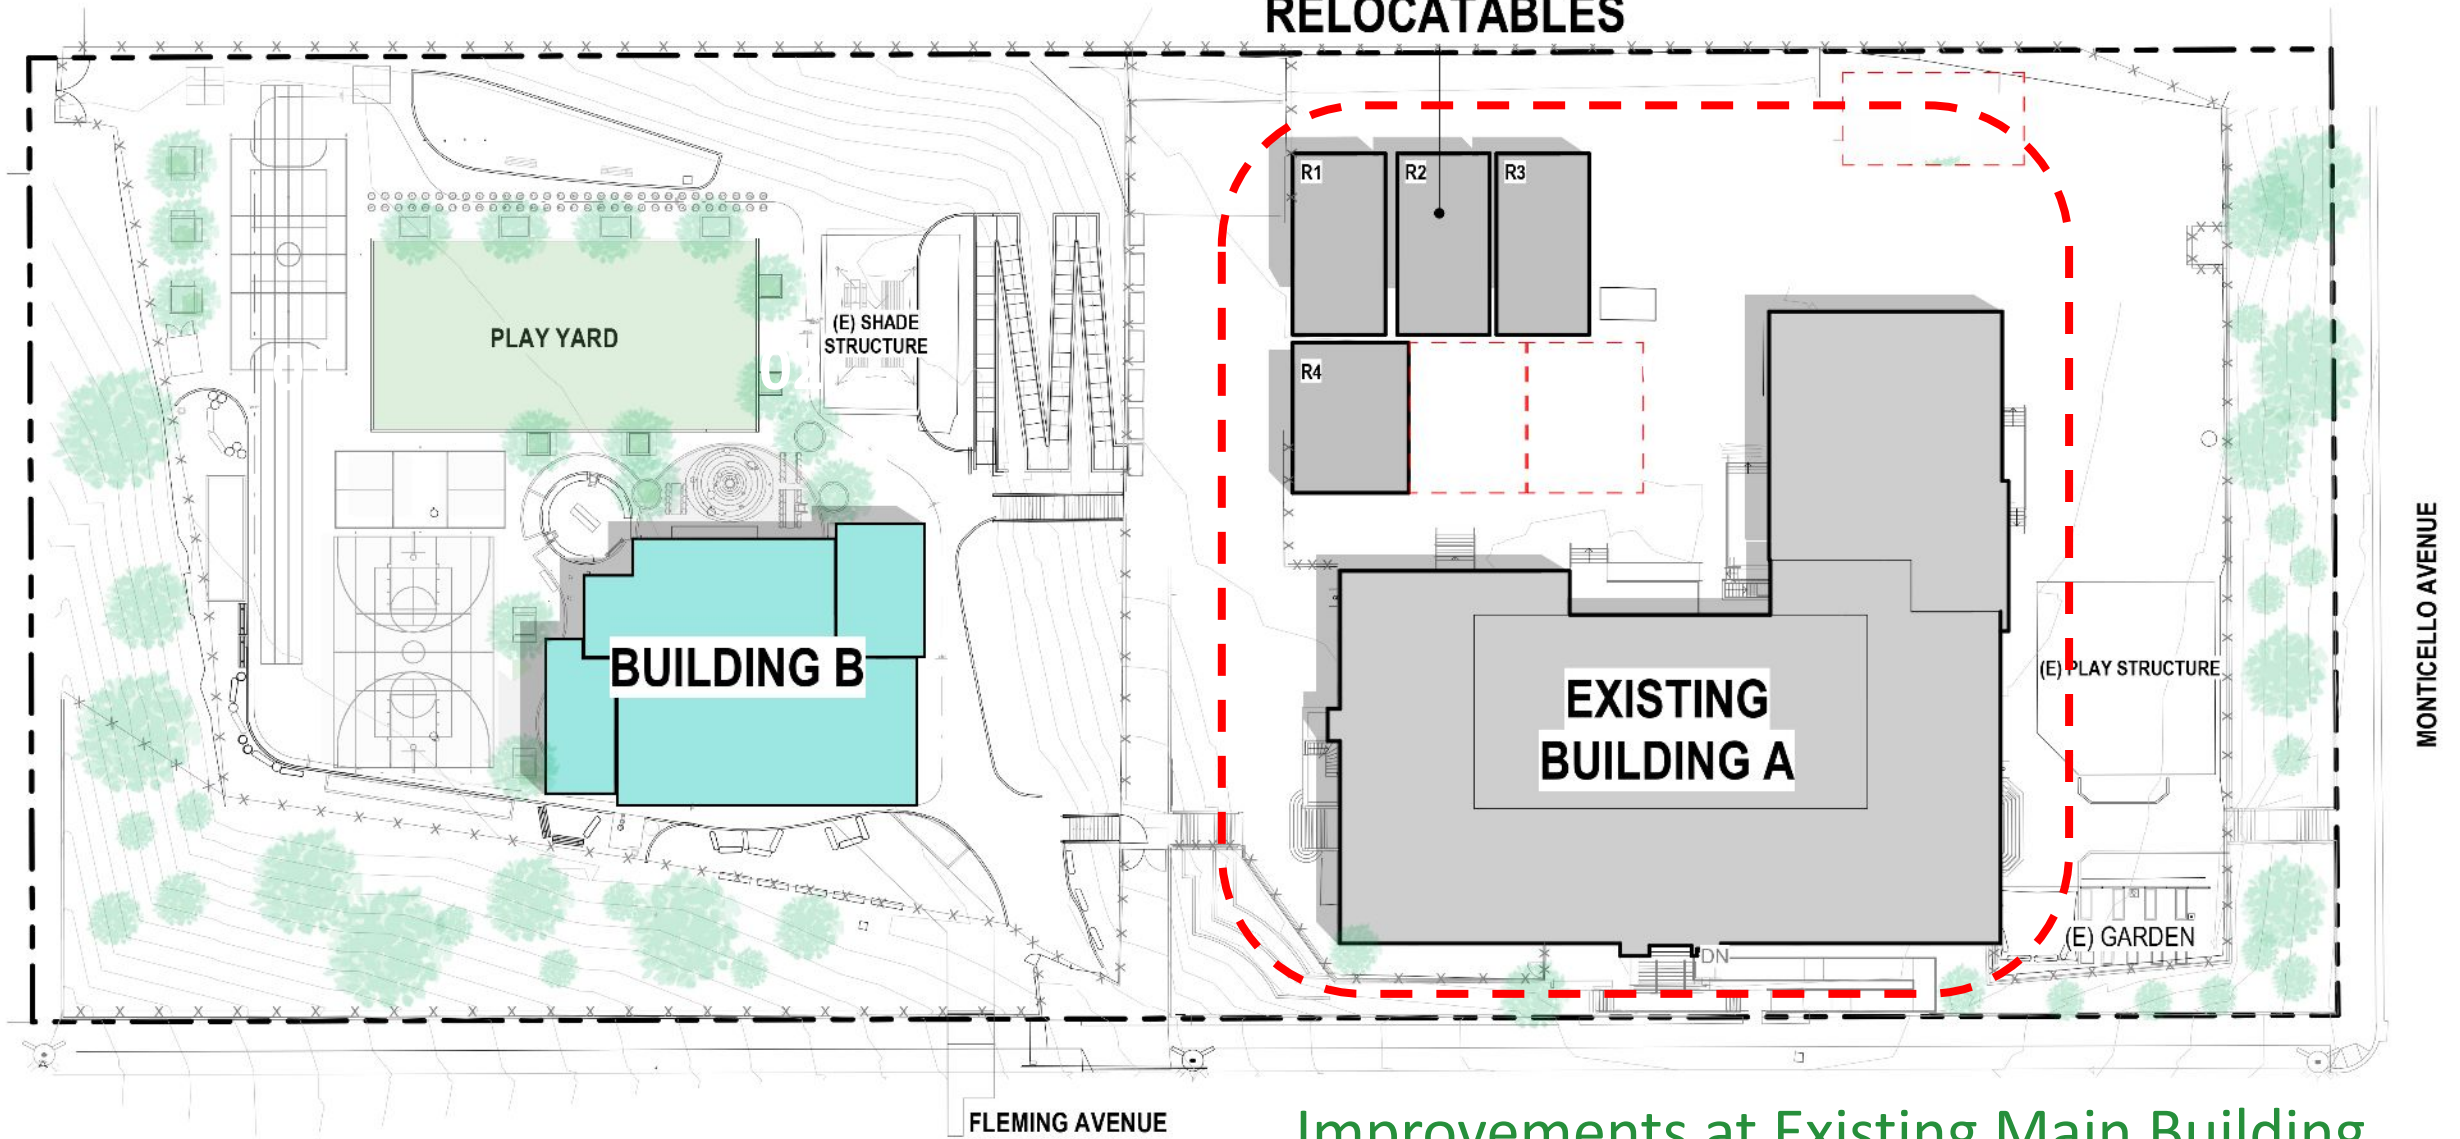 RELOCATABLES
R1
R2
R3
PLAY YARD
(E) SHADE
STRUCTURE
R4
BUILDING B
EXISTING
BUILDING A
(E) PLAY STRUCTURE
MONTICELLO AVENUE
(E) GARDEN
DN
FLEMING AVENUE
Improvements at Existing Main Building